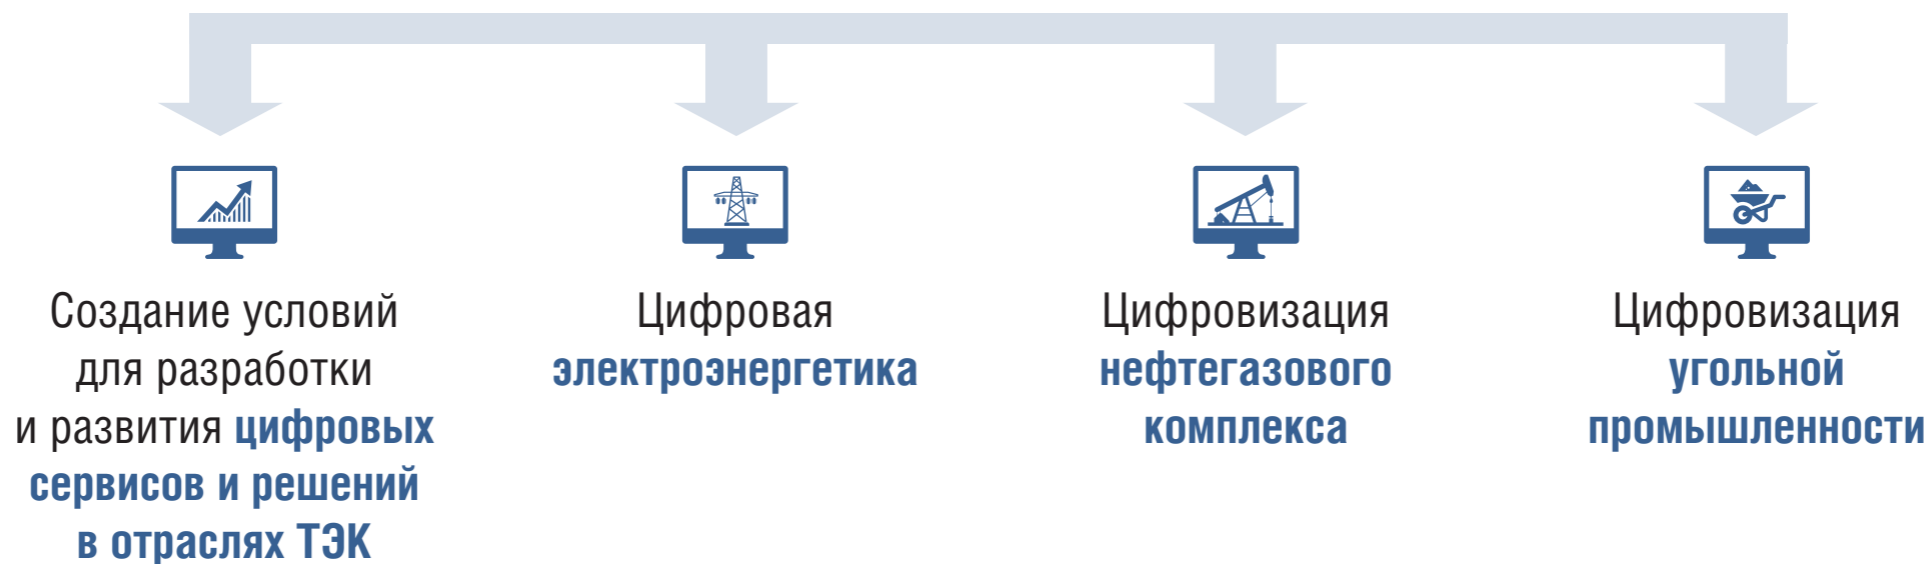 Создание условий
для разработки
и развития цифровых
сервисов и решений
в отраслях ТЭК
Цифровая
электроэнергетика
Цифровизация
нефтегазового
комплекса
Цифровизация
угольной
промышленности